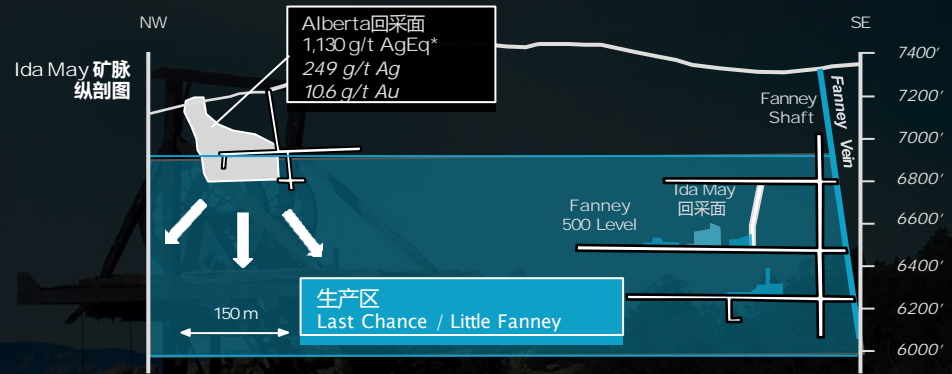 NW
SE
Ida May 矿脉
纵剖图
Alberta回采面
1,130 g/t AgEq*
249 g/t Ag
10.6 g/t Au
7400'
7200'
7000'
6800'
6600'
6400'
6200'
6000'
Fanney
Shaft
Fanney Vein
Ida May
回采面
Fanney
500 Level
生产区
Last Chance / Little Fanney
150 m